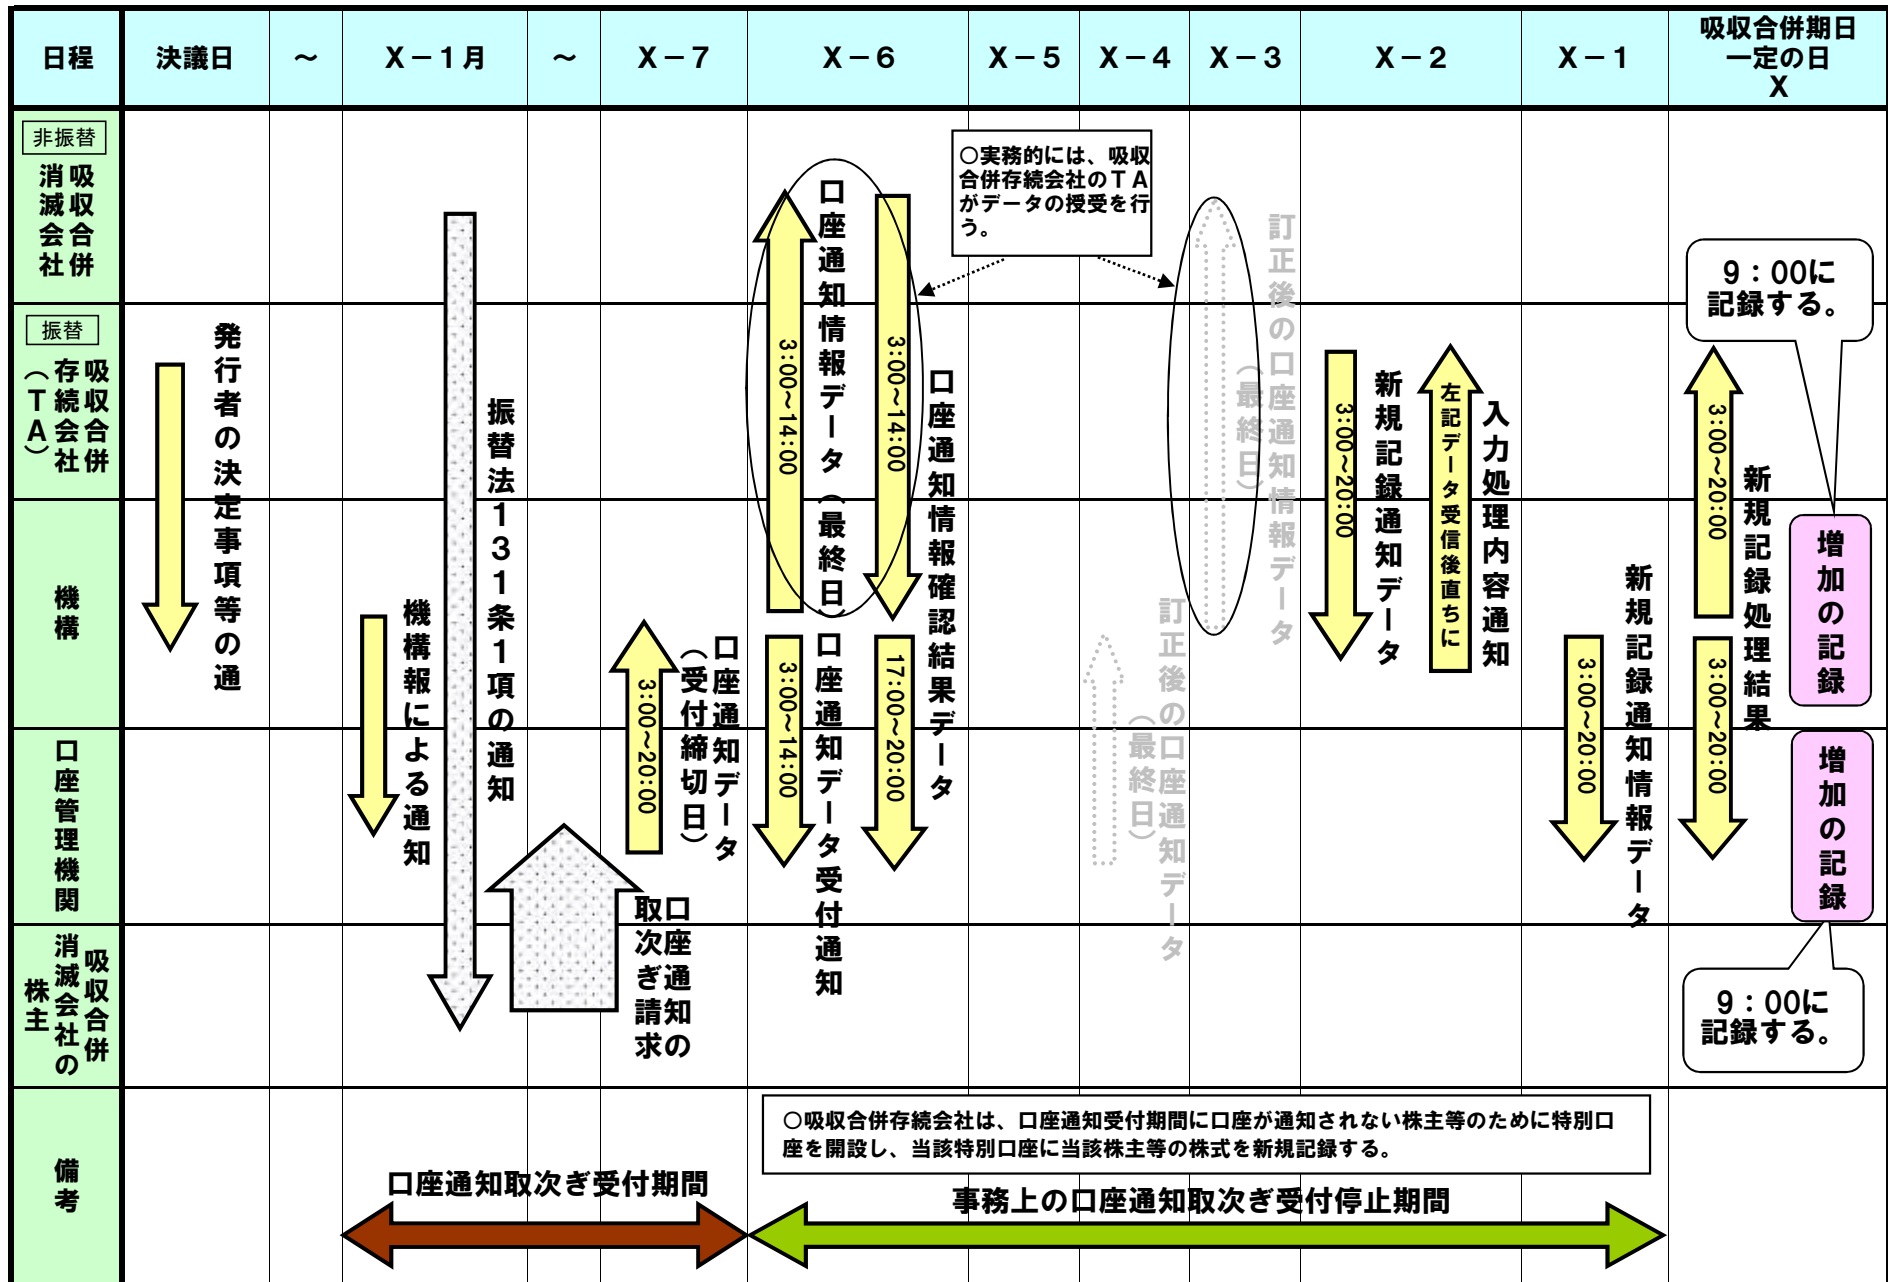 日程
決議日
～
X－1月
～
X－7
X－6
X－5
X－4
X－3
X－2
X－1
吸収合併期日
一定の日
X
非振替
吸収合併
消滅会社
振替
吸収合併
存続会社
（TA）
機構
口座管理機関
吸収合併
消滅会社の
株主
備考
発行者の決定事項等の通
機構報による通知
振替法131条1項の通知
口座通知の
取次ぎ請求
口座通知データ
（受付締切日）
3:00～20:00
口座通知情報データ（最終日）
3:00～14:00
口座通知データ受付通知
3:00～14:00
口座通知情報確認結果データ
3:00～14:00
17:00～20:00
○実務的には、吸収
合併存続会社のTA
がデータの授受を行
う。
訂正後の口座通知データ
（最終日）
訂正後の口座通知情報データ
（最終日）
新規記録通知データ
3:00～20:00
入力処理内容通知
左記データ受信後直ちに
新規記録通知情報データ
3:00～20:00
新規記録処理結果
3:00～20:00
3:00～20:00
9：00に
記録する。
増加の記録
増加の記録
9：00に
記録する。
○吸収合併存続会社は、口座通知受付期間に口座が通知されない株主等のために特別口
座を開設し、当該特別口座に当該株主等の株式を新規記録する。
口座通知取次ぎ受付期間
事務上の口座通知取次ぎ受付停止期間